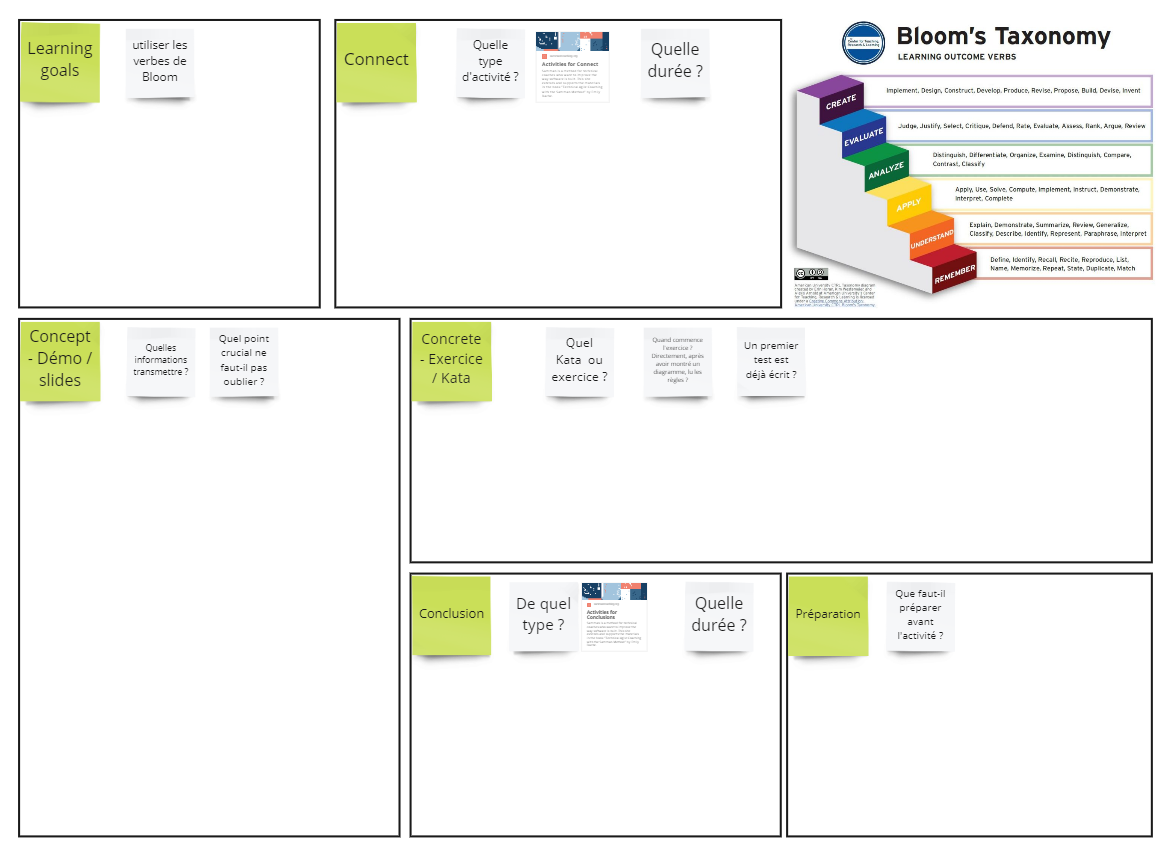 Learning
goals
utiliser les
verbes de
Bloom
Connect
Quelle
type
d'activité ?
Activities for Connect
Quelle
durée ?
Center for Teaching,
Research & Learning
Bloom's Taxonomy
LEARNING OUTCOME VERBS
CREATE
Implement, Design, Construct, Develop, Produce, Revise, Propose, Build, Devise, Invent
EVALUATE
Judge, Justify, Select, Critique, Defend, Rate, Evaluate, Assess, Rank, Argue, Review
ANALYZE
Distinguish, Differentiate, Organize, Examine, Distinguish, Compare,
Contrast, Classify
APPLY
Apply, Use, Solve, Compute, Implement, Instruct, Demonstrate,
Interpret, Complete
UNDERSTAND
Explain, Demonstrate, Summarize, Review, Generalize,
Classify, Describe, Identify, Represent, Paraphrase, Interpret
REMEMBER
Define, Identify, Recall, Recite, Reproduce, List,
Name, Memorize, Repeat, State, Duplicate, Match
Concept
- Démo /
slides
Quelles
informations
transmettre ?
Quel point
crucial ne
faut-il pas
oublier ?
Concrete
- Exercice
/ Kata
Quel
Kata ou
exercice ?
Quand commence
l'exercice ?
Directement, après
avoir montré un
diagramme, lu les
règles ?
Un premier
test est
déjà écrit ?
Conclusion
De quel
type ?
Activities for
Conclusions
Quelle
durée ?
Préparation
Que faut-il
préparer
avant
l'activité ?